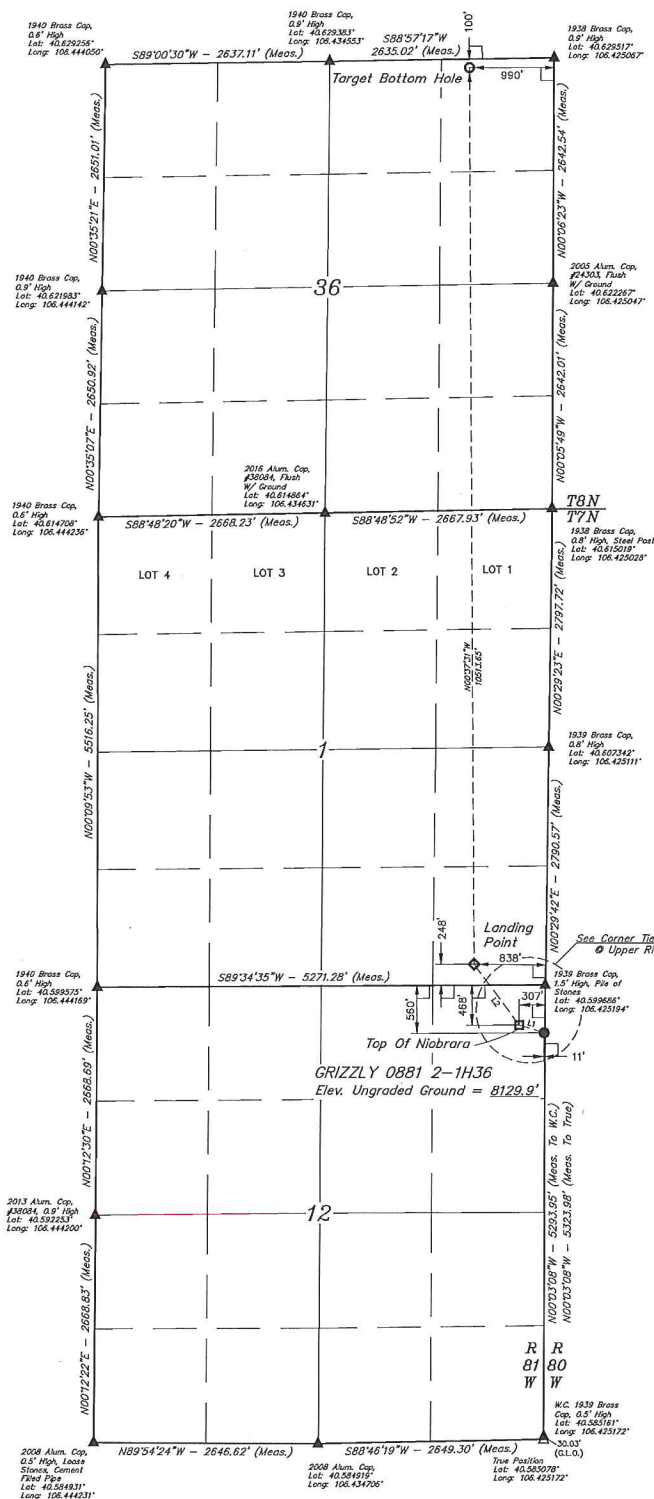 1940 Brass Cap,
0.6' High
Lat: 40.629256°
Long: 106.444050°
1940 Brass Cap,
0.9' High
Lat: 40.629383°
Long: 106.434553°
S89°00'30"W - 2637.11' (Meas.)
S88°57'17"W
2635.02' (Meas.)
100'
1938 Brass Cap,
0.9' High
Lat: 40.629517°
Long: 106.425067°
Target Bottom Hole
990'
N00°35'21"E - 2651.01' (Meas.)
N00°06'23"W - 2642.54' (Meas.)
1940 Brass Cap,
0.9' High
Lat: 40.621983°
Long: 106.444142°
36
2005 Alum. Cap,
#24303, Flush
W/ Ground
Lat: 40.622267°
Long: 106.425047°
N00°35'07"E - 2650.92' (Meas.)
N00°05'49"W - 2642.01' (Meas.)
2016 Alum. Cap,
#38084, Flush
W/ Ground
Lat: 40.614864°
Long: 106.434631°
1940 Brass Cap,
0.6' High
Lat: 40.614708°
Long: 106.444236°
S88°48'20"W - 2668.23' (Meas.)
S88°48'52"W - 2667.93' (Meas.)
T8N
T7N
1938 Brass Cap,
0.8' High, Steel Post
Lat: 40.615019°
Long: 106.425028°
LOT 4
LOT 3
LOT 2
LOT 1
N00°37'31"W
10513.65'
N00°29'23"E - 2797.72' (Meas.)
N00°09'53"W - 5516.25' (Meas.)
1
1939 Brass Cap,
0.8' High
Lat: 40.607342°
Long: 106.425111°
N00°29'42"E - 2790.57' (Meas.)
248'
Landing
Point
838'
See Corner Tie
@ Upper Ri
1940 Brass Cap,
0.6' High
Lat: 40.599575°
Long: 106.444169°
S89°34'35"W - 5271.28' (Meas.)
1939 Brass Cap,
1.5' High, Pile of
Stones
Lat: 40.599686°
Long: 106.425194°
560'
468'
307'
L2
L1
Top Of Niobrara
11'
GRIZZLY 0881 2-1H36
Elev. Ungraded Ground = 8129.9'
N00°12'30"E - 2668.69' (Meas.)
N00°03'08"W - 5293.95' (Meas. To W.C.)
N00°03'08"W - 5323.98' (Meas. To True)
2013 Alum. Cap,
#38084, 0.9' High
Lat: 40.592253°
Long: 106.444200°
12
N00°12'22"E - 2668.83' (Meas.)
R R
81 80
W W
W.C. 1939 Brass
Cap, 0.5' High
Lat: 40.585161°
Long: 106.425172°
30.03'
(G.L.O.)
2008 Alum. Cap,
0.5' High, Loose
Stones, Cement
Filled Pipe
Lat: 40.584931°
Long: 106.444231°
N89°54'24"W - 2646.62' (Meas.)
2008 Alum. Cap,
Lat: 40.584919°
Long: 106.434706°
S88°46'19"W - 2649.30' (Meas.)
True Position
Lat: 40.585078°
Long: 106.425172°